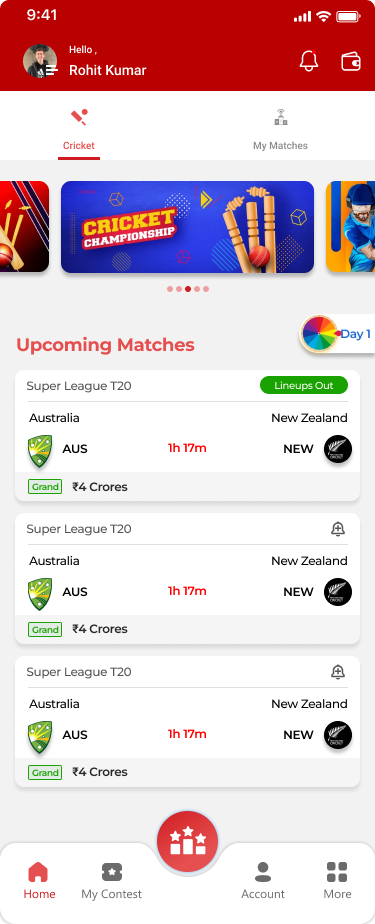 9:41
Hello ,
Rohit Kumar
Cricket
My Matches
CRICKET
CHAMPIONSHIP
Day 1
Upcoming Matches
Super League T20
Lineups Out
Australia
New Zealand
AUS
1h 17m
NEW
Grand
₹4 Crores
Super League T20
Australia
New Zealand
AUS
1h 17m
NEW
Grand
₹4 Crores
Super League T20
Australia
New Zealand
AUS
1h 17m
NEW
Grand
₹4 Crores
Home
My Contest
Account
More